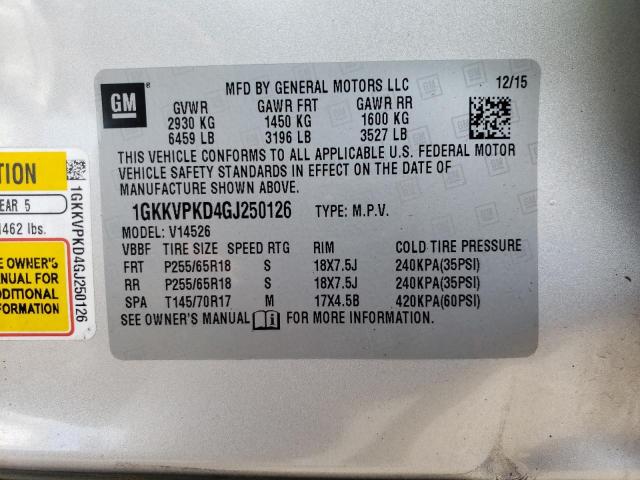 GM
MFD BY GENERAL MOTORS LLC 12/15
GVWR GAWR FRT GAWR RR
2930 KG 1450 KG 1600 KG
6459 LB 3196 LB 3527 LB
THIS VEHICLE CONFORMS TO ALL APPLICABLE U.S. FEDERAL MOTOR
VEHICLE SAFETY STANDARDS IN EFFECT ON THE DATE OF
MANUFACTURE SHOWN ABOVE.
1GKKVPKD4GJ250126 TYPE: M.P.V.
MODEL: V14526
VBBF TIRE SIZE SPEED RTG RIM COLD TIRE PRESSURE
FRT P255/65R18 S 18X7.5J 240KPA(35PSI)
RR P255/65R18 S 18X7.5J 240KPA(35PSI)
SPA T145/70R17 M 17X4.5B 420KPA(60PSI)
SEE OWNER'S MANUAL FOR MORE INFORMATION.
TION
EAR 5
1462 lbs.
E OWNER'S
ANUAL FOR
DDITIONAL
FORMATION
1GKKVPKD4GJ250126